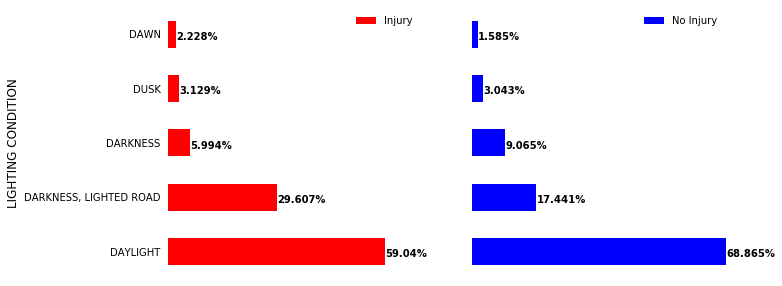 Injury
No Injury
DAWN 2.228% 1.585%
DUSK 3.129% 3.043%
DARKNESS 5.994% 9.065%
DARKNESS, LIGHTED ROAD 29.607% 17.441%
DAYLIGHT 59.04% 68.865%
LIGHTING CONDITION